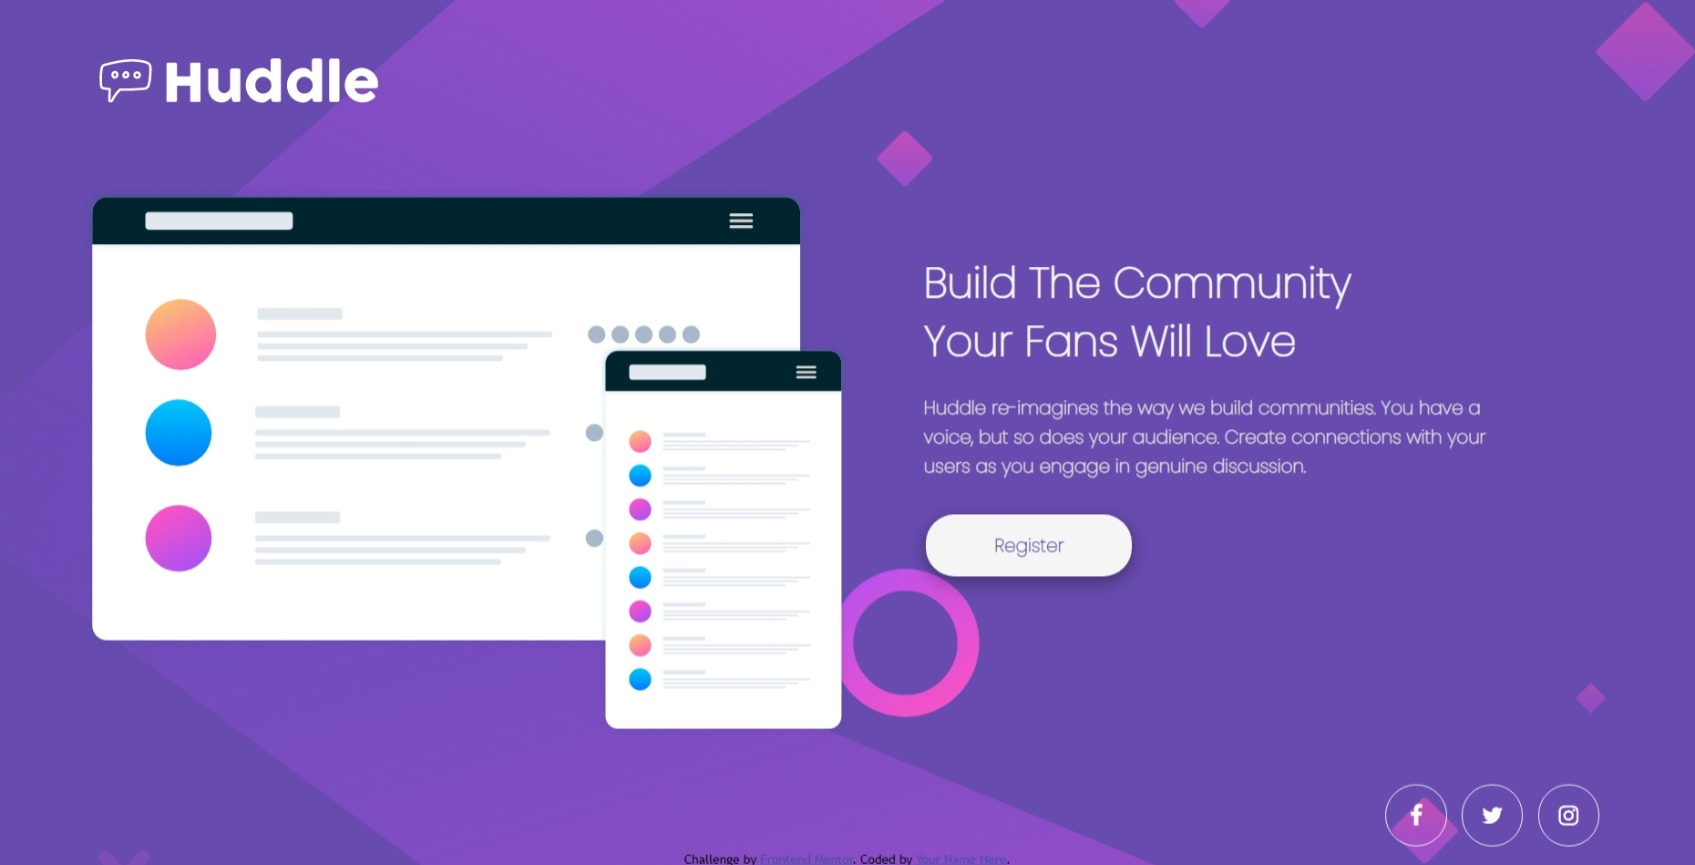 Huddle
Build The Community
Your Fans Will Love
Huddle re-imagines the way we build communities. You have a
voice, but so does your audience. Create connections with your
users as you engage in genuine discussion.
Register
Challenge by Frontend Mentor. Coded by Your Name Here.